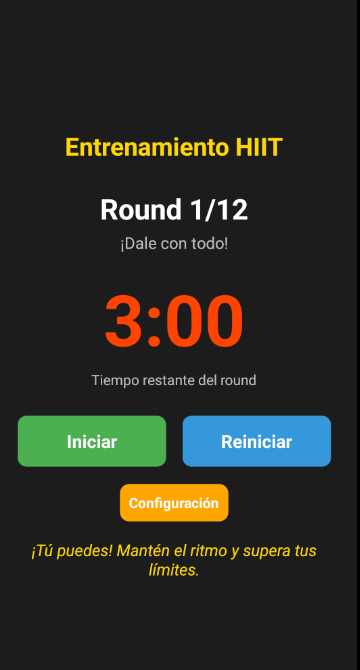 Entrenamiento HIIT
Round 1/12
¡Dale con todo!
3:00
Tiempo restante del round
Iniciar
Reiniciar
Configuración
¡Tú puedes! Mantén el ritmo y supera tus
límites.